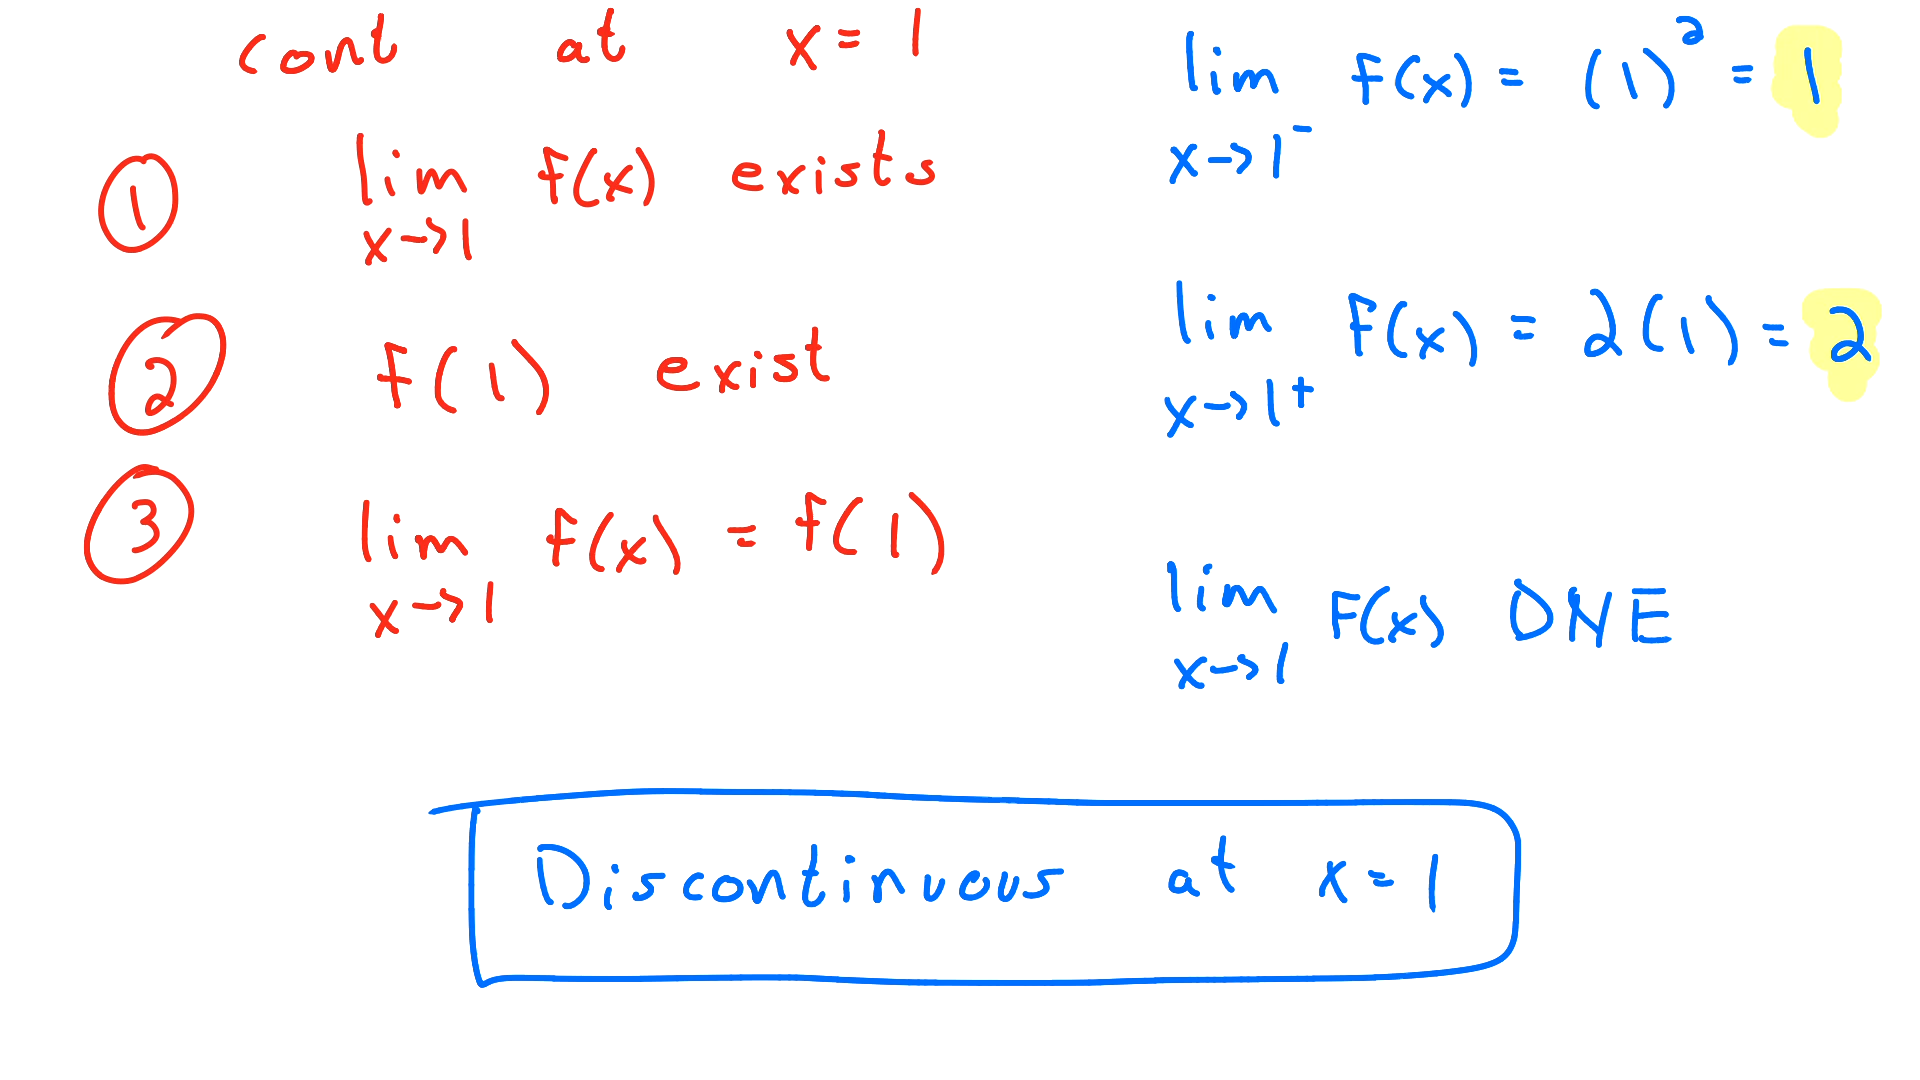 cont at x = 1
① lim f(x) exists
x→1
② f(1) exist
③ lim f(x) = f(1)
x→1
lim f(x) = (1)² = 1
x→1⁻
lim f(x) = 2(1) = 2
x→1⁺
lim F(x) DNE
x→1
Discontinuous at x = 1